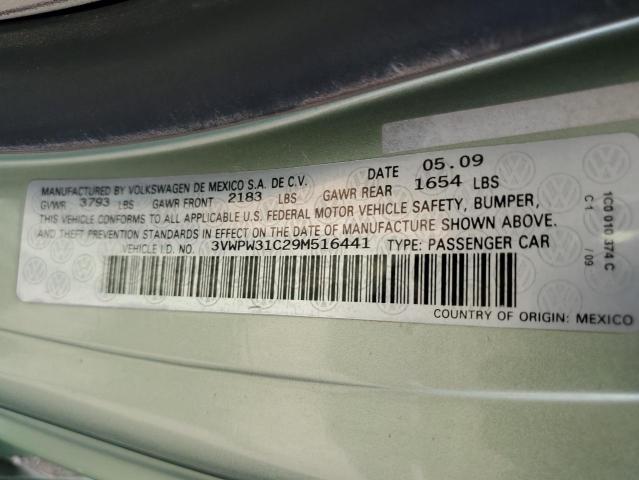 MANUFACTURED BY VOLKSWAGEN DE MEXICO S.A. DE C.V. DATE 05.09
GVWR 3793 LBS GAWR FRONT 2183 LBS GAWR REAR 1654 LBS
THIS VEHICLE CONFORMS TO ALL APPLICABLE U.S. FEDERAL MOTOR VEHICLE SAFETY, BUMPER,
AND THEFT PREVENTION STANDARDS IN EFFECT ON THE DATE OF MANUFACTURE SHOWN ABOVE.
VEHICLE I.D. NO. 3VWPW31C29M516441 TYPE: PASSENGER CAR
COUNTRY OF ORIGIN: MEXICO
1C0 010 374 C
C1 /09